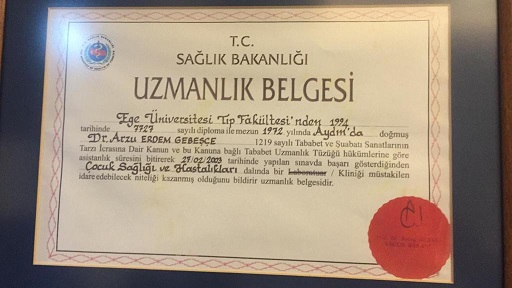 T.C.
SAĞLIK BAKANLIĞI
UZMANLIK BELGESİ
Ege Üniversitesi Tıp Fakültesi'nden 1994
tarihinde 7727 sayılı diploma ile mezun 1972 yılında Aydın'da doğmuş
Dr. Arzu ERDEM GEBEŞÇE 1219 sayılı Tababet ve Şuabatı Sanatlarının
Tarzı İcrasına Dair Kanun ve bu Kanuna bağlı Tababet Uzmanlık Tüzüğü hükümlerine göre
asistanlık süresini bitirerek 27/02/2003 tarihinde yapılan sınavda başarı gösterdiğinden
Çocuk Sağlığı ve Hastalıkları dalında bir Laboratuar / Kliniği müstakilen
idare edebilecek niteliği kazanmış olduğunu bildirir uzmanlık belgesidir.